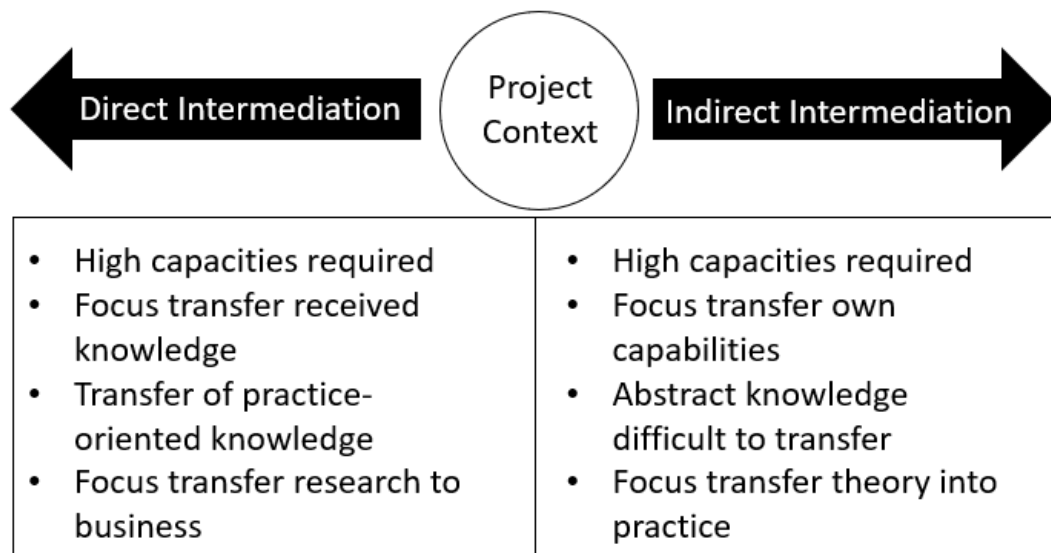 Direct Intermediation
Project
Context
Indirect Intermediation
• High capacities required
• Focus transfer received
knowledge
• Transfer of practice-
oriented knowledge
• Focus transfer research to
business
• High capacities required
• Focus transfer own
capabilities
• Abstract knowledge
difficult to transfer
• Focus transfer theory into
practice